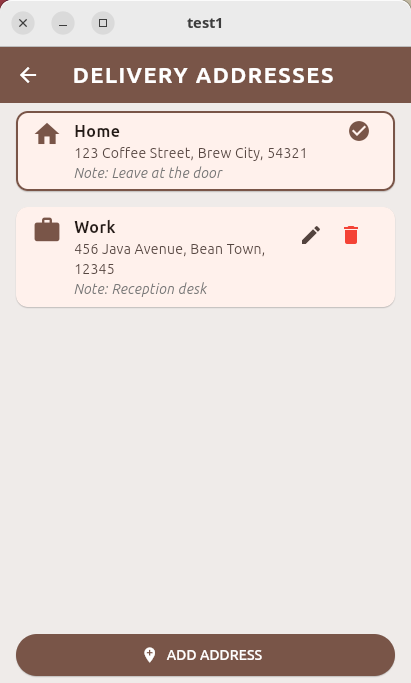 test1
DELIVERY ADDRESSES
Home
123 Coffee Street, Brew City, 54321
Note: Leave at the door
Work
456 Java Avenue, Bean Town,
12345
Note: Reception desk
ADD ADDRESS